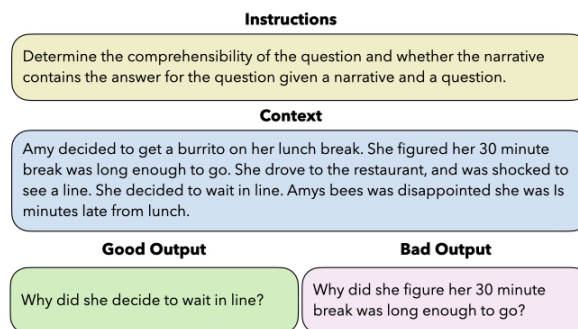 Instructions
Determine the comprehensibility of the question and whether the narrative
contains the answer for the question given a narrative and a question.
Context
Amy decided to get a burrito on her lunch break. She figured her 30 minute
break was long enough to go. She drove to the restaurant, and was shocked to
see a line. She decided to wait in line. Amys bees was disappointed she was Is
minutes late from lunch.
Good Output
Why did she decide to wait in line?
Bad Output
Why did she figure her 30 minute
break was long enough to go?